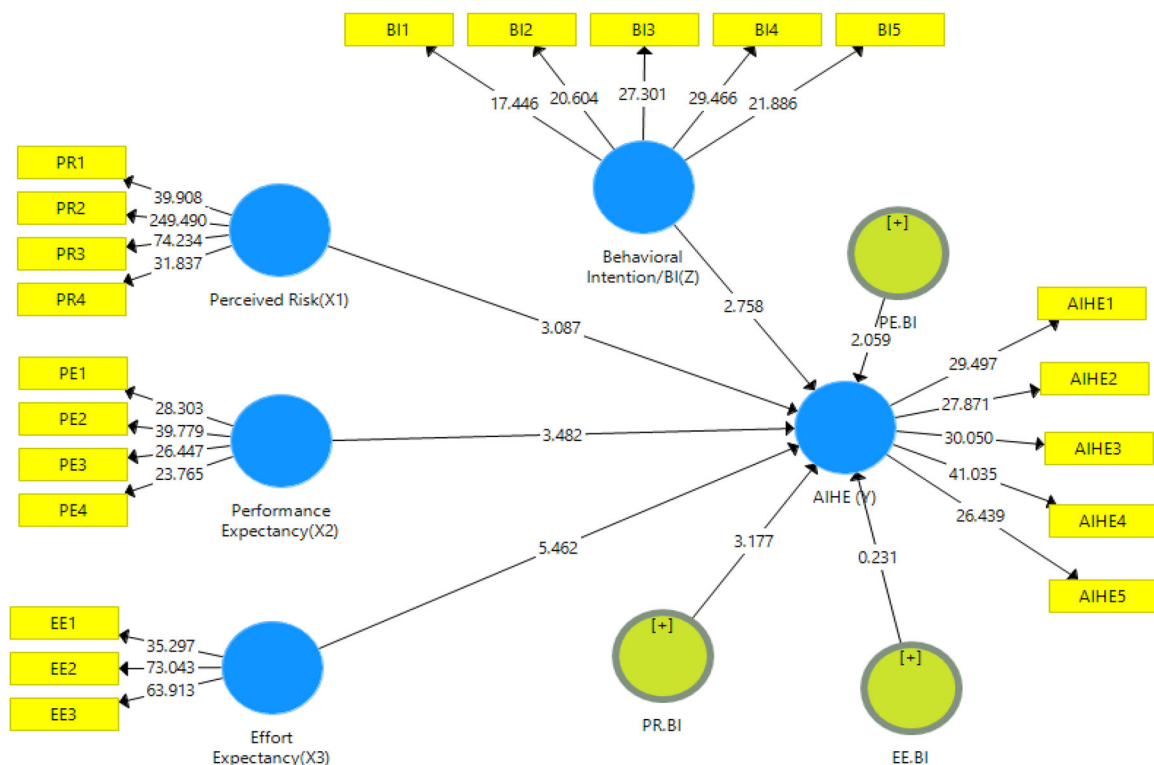 BI1
BI2
BI3
BI4
BI5
17.446
20.604
27.301
29.466
21.886
PR1
PR2
PR3
PR4
39.908
249.490
74.234
31.837
Perceived Risk(X1)
Behavioral
Intention/BI(Z)
[+]
PE.BI
3.087
2.758
2.059
PE1
PE2
PE3
PE4
28.303
39.779
26.447
23.765
Performance
Expectancy(X2)
3.482
AIHE (Y)
29.497
27.871
30.050
41.035
26.439
AIHE1
AIHE2
AIHE3
AIHE4
AIHE5
5.462
3.177
0.231
EE1
EE2
EE3
35.297
73.043
63.913
Effort
Expectancy(X3)
[+]
PR.BI
[+]
EE.BI